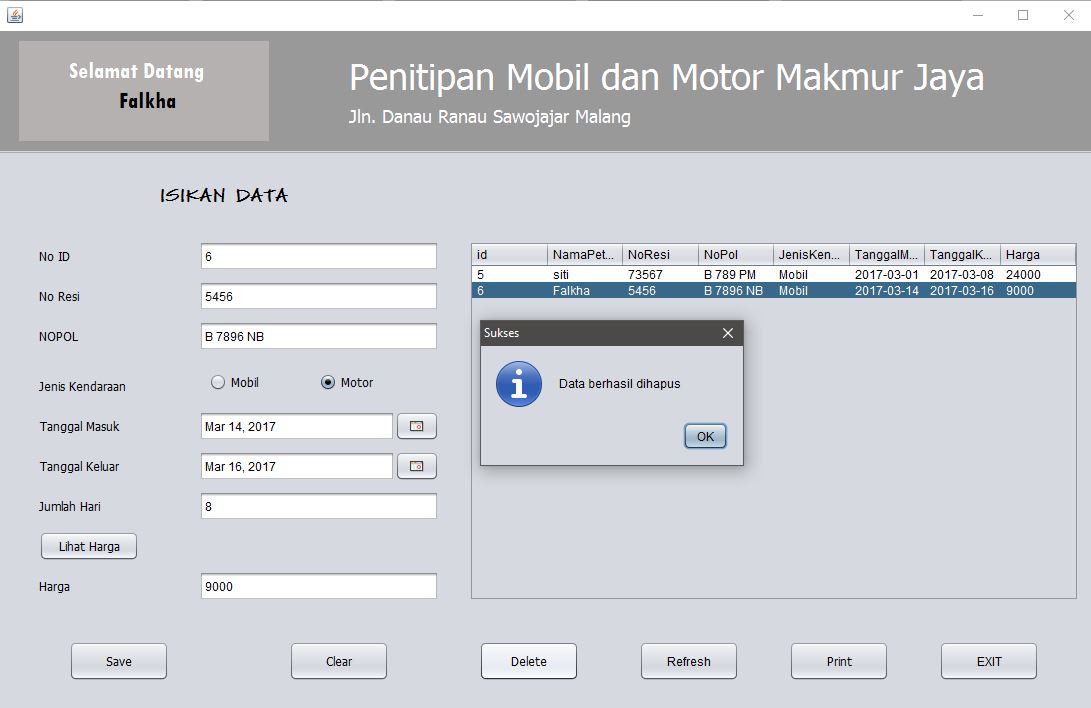 Selamat Datang
Falkha
Penitipan Mobil dan Motor Makmur Jaya
Jln. Danau Ranau Sawojajar Malang
ISIKAN DATA
No ID 6
No Resi 5456
NOPOL B 7896 NB
Jenis Kendaraan Mobil Motor
Tanggal Masuk Mar 14, 2017
Tanggal Keluar Mar 16, 2017
Jumlah Hari 8
Lihat Harga
Harga 9000
id NamaPet... NoResi NoPol JenisKen... TanggalM... TanggalK... Harga
5 siti 73567 B 789 PM Mobil 2017-03-01 2017-03-08 24000
6 Falkha 5456 B 7896 NB Mobil 2017-03-14 2017-03-16 9000
Sukses
Data berhasil dihapus
OK
Save Clear Delete Refresh Print EXIT